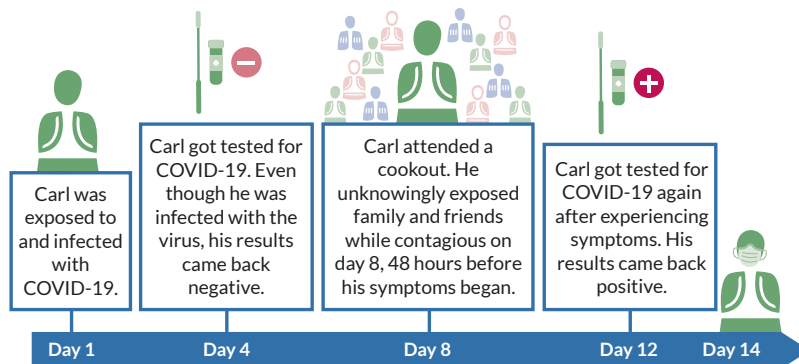 Carl was
exposed to
and infected
with
COVID-19.
Carl got tested for
COVID-19. Even
though he was
infected with the
virus, his results
came back
negative.
Carl attended a
cookout. He
unknowingly exposed
family and friends
while contagious on
day 8, 48 hours before
his symptoms began.
Carl got tested for
COVID-19 again
after experiencing
symptoms. His
results came back
positive.
Day 1
Day 4
Day 8
Day 12
Day 14